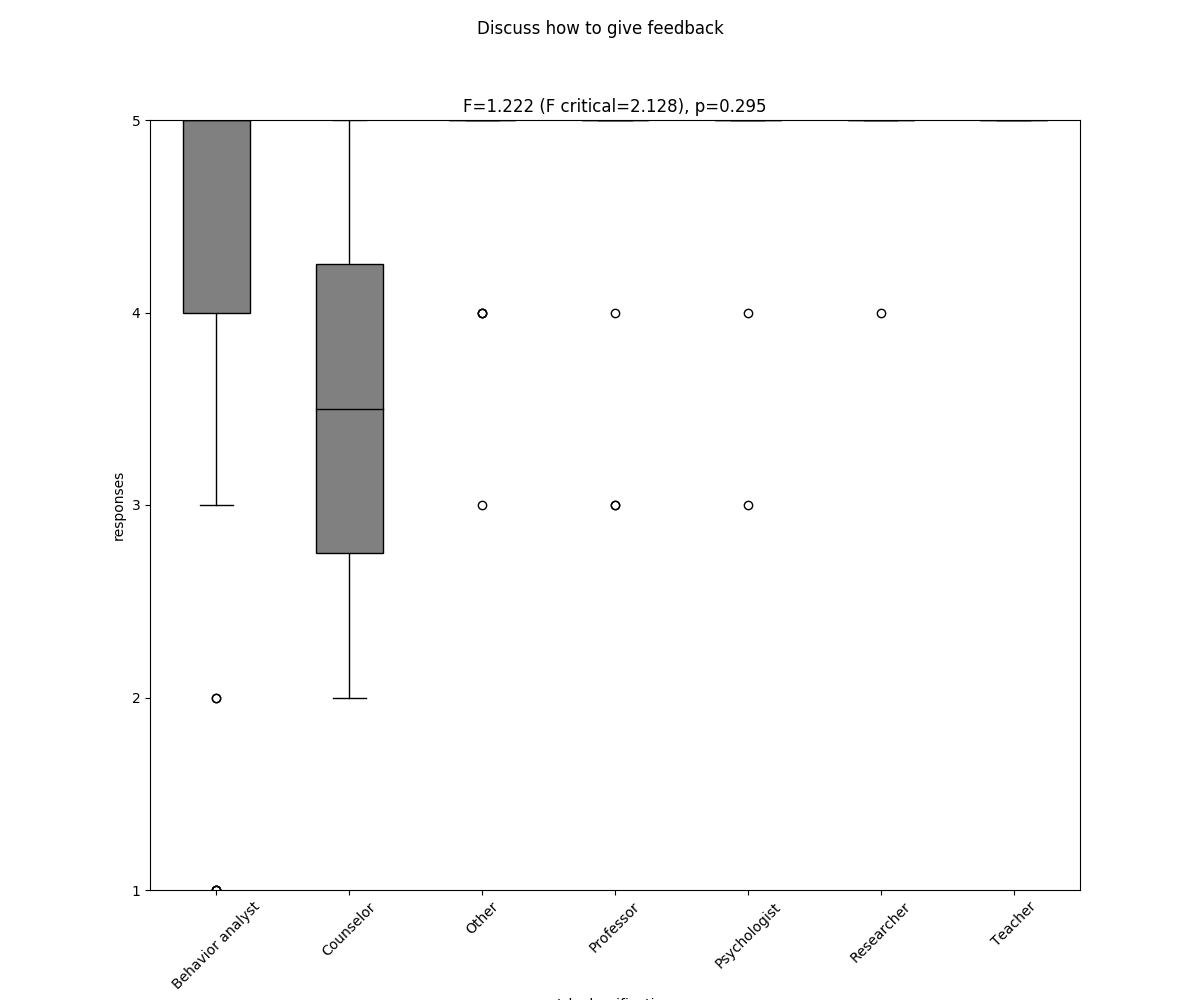 Discuss how to give feedback
F=1.222 (F critical=2.128), p=0.295
5
4
3
2
1
responses
Behavior analyst
Counselor
Other
Professor
Psychologist
Researcher
Teacher